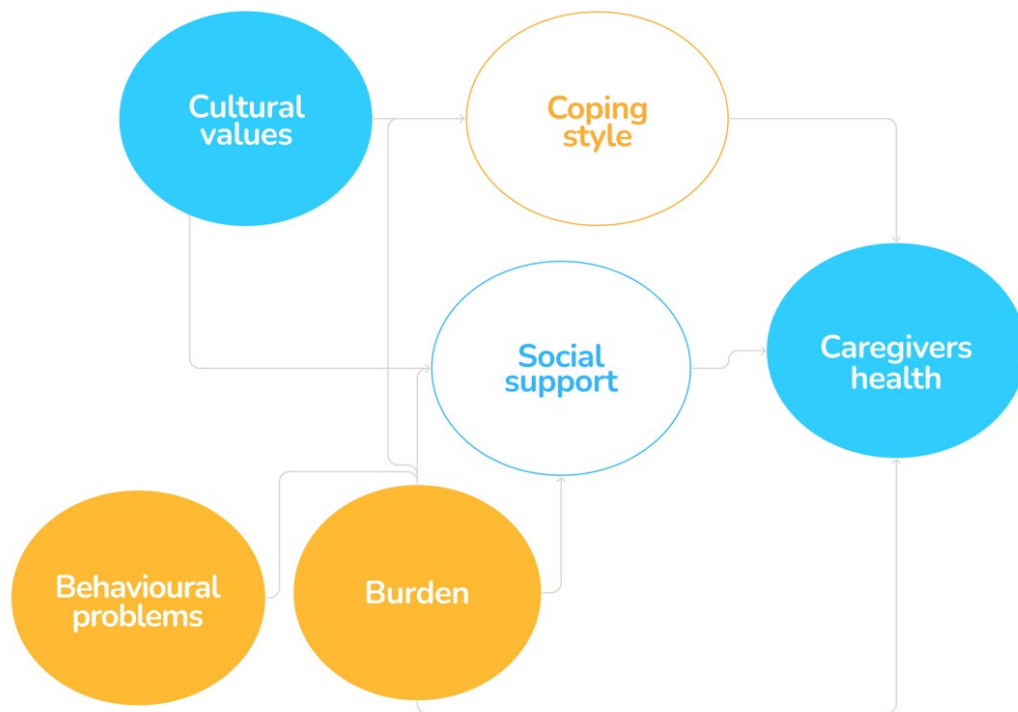 Cultural
values
Coping
style
Social
support
Caregivers
health
Behavioural
problems
Burden